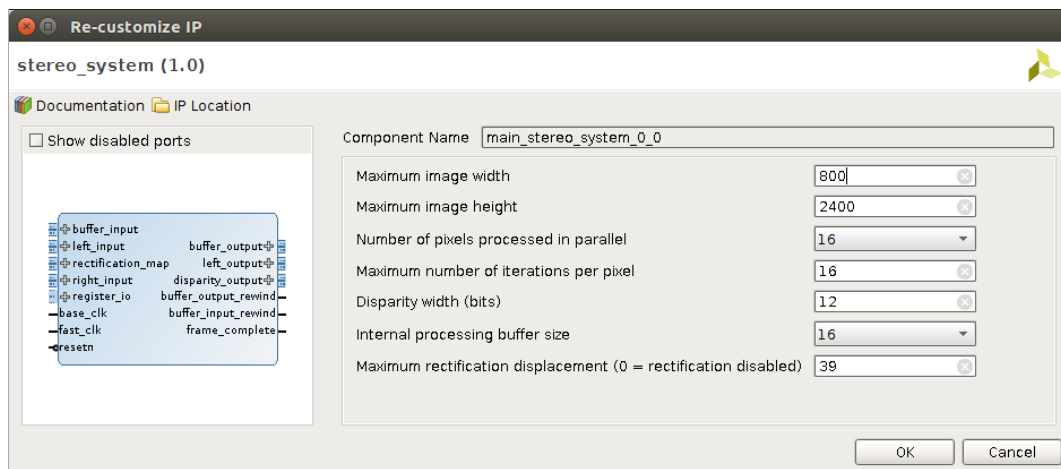 Re-customize IP
stereo_system (1.0)
Documentation IP Location
Show disabled ports
buffer_input
left_input
rectification_map
right_input
register_io
base_clk
fast_clk
resetn
buffer_output
left_output
disparity_output
buffer_output_rewind
buffer_input_rewind
frame_complete
Component Name main_stereo_system_0_0
Maximum image width 800
Maximum image height 2400
Number of pixels processed in parallel 16
Maximum number of iterations per pixel 16
Disparity width (bits) 12
Internal processing buffer size 16
Maximum rectification displacement (0 = rectification disabled) 39
OK Cancel